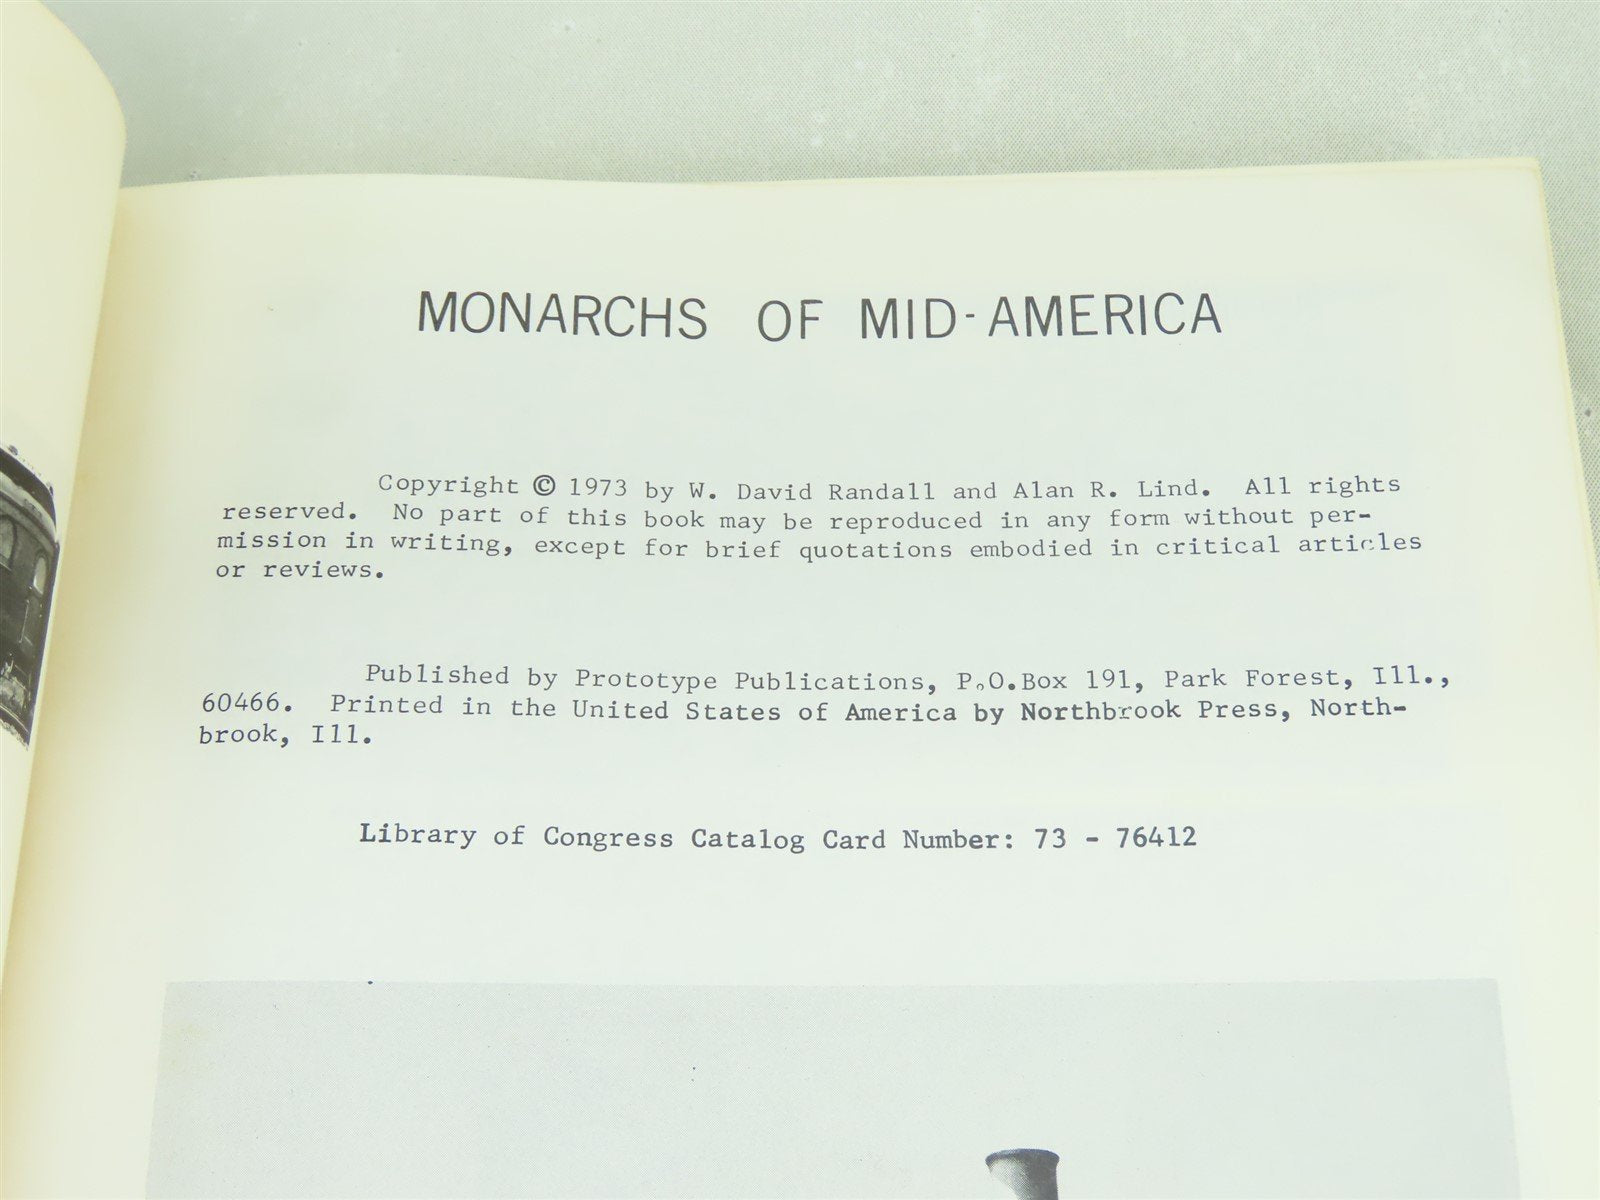 MONARCHS OF MID-AMERICA
Copyright © 1973 by W. David Randall and Alan R. Lind. All rights
reserved. No part of this book may be reproduced in any form without per-
mission in writing, except for brief quotations embodied in critical articles
or reviews.
Published by Prototype Publications, P.O.Box 191, Park Forest, Ill.,
60466. Printed in the United States of America by Northbrook Press, North-
brook, Ill.
Library of Congress Catalog Card Number: 73 - 76412